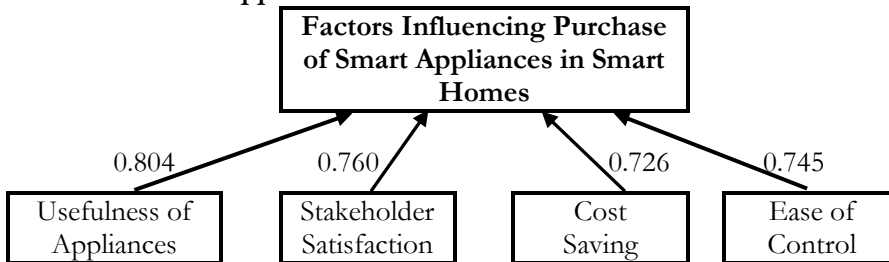 Factors Influencing Purchase
of Smart Appliances in Smart
Homes
0.804
0.760
0.726
0.745
Usefulness of
Appliances
Stakeholder
Satisfaction
Cost
Saving
Ease of
Control